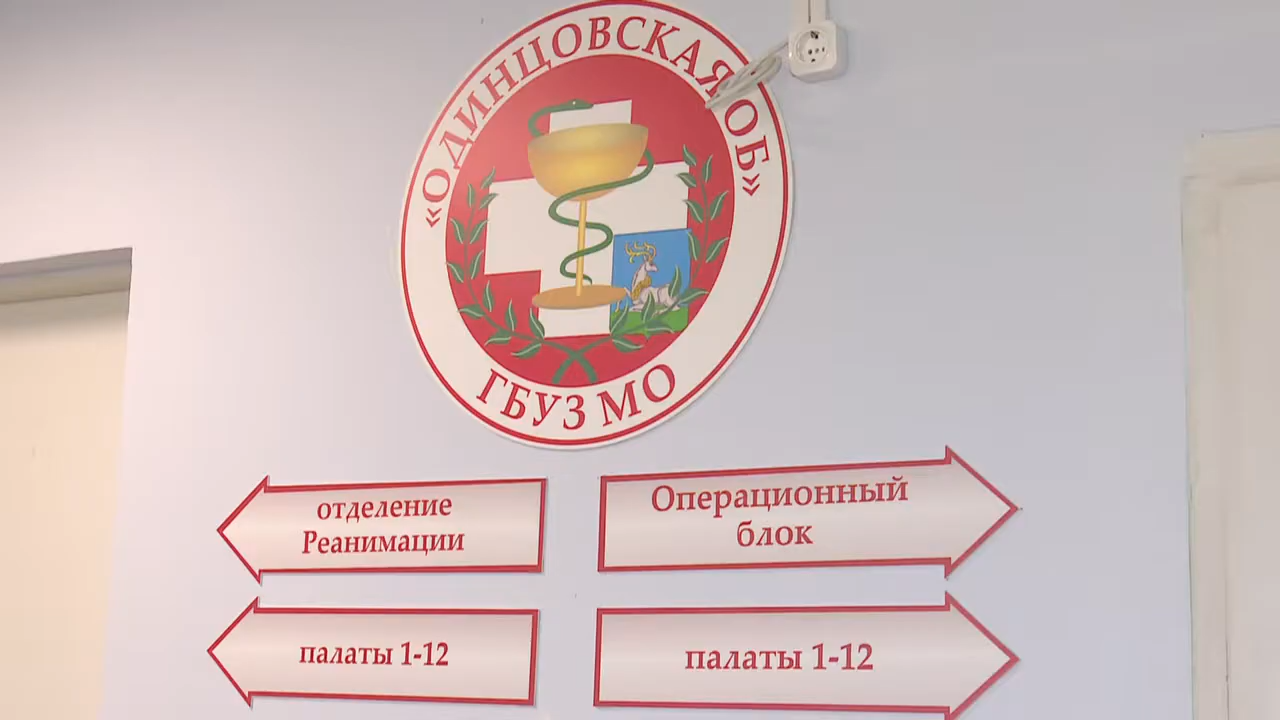 «ОДИНЦОВСКАЯ ОБ»
ГБУЗ МО
отделение
Реанимации
Операционный
блок
палаты 1-12
палаты 1-12